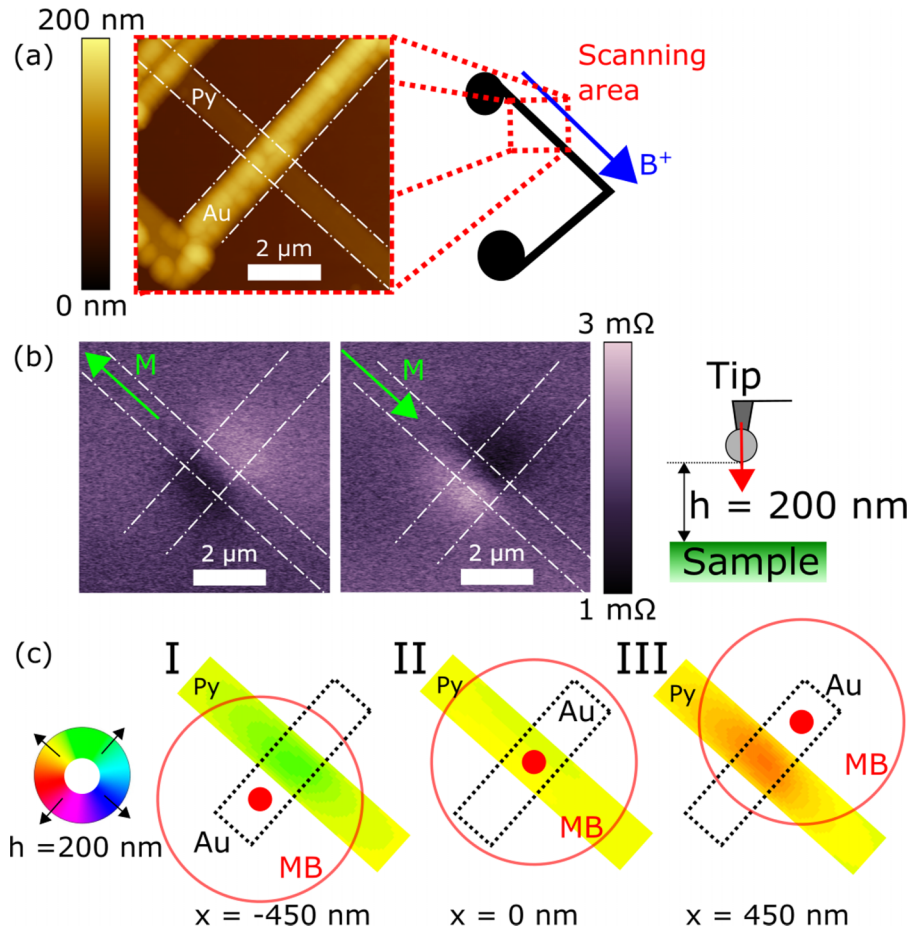 200 nm
(a)
Py
Au
2 μm
0 nm
Scanning
area
B⁺
(b)
M
2 μm
M
2 μm
3 mΩ
1 mΩ
Tip
h = 200 nm
Sample
(c)
I
Py
Au
MB
x = -450 nm
II
Py
Au
MB
x = 0 nm
III
Py
Au
MB
x = 450 nm
h =200 nm